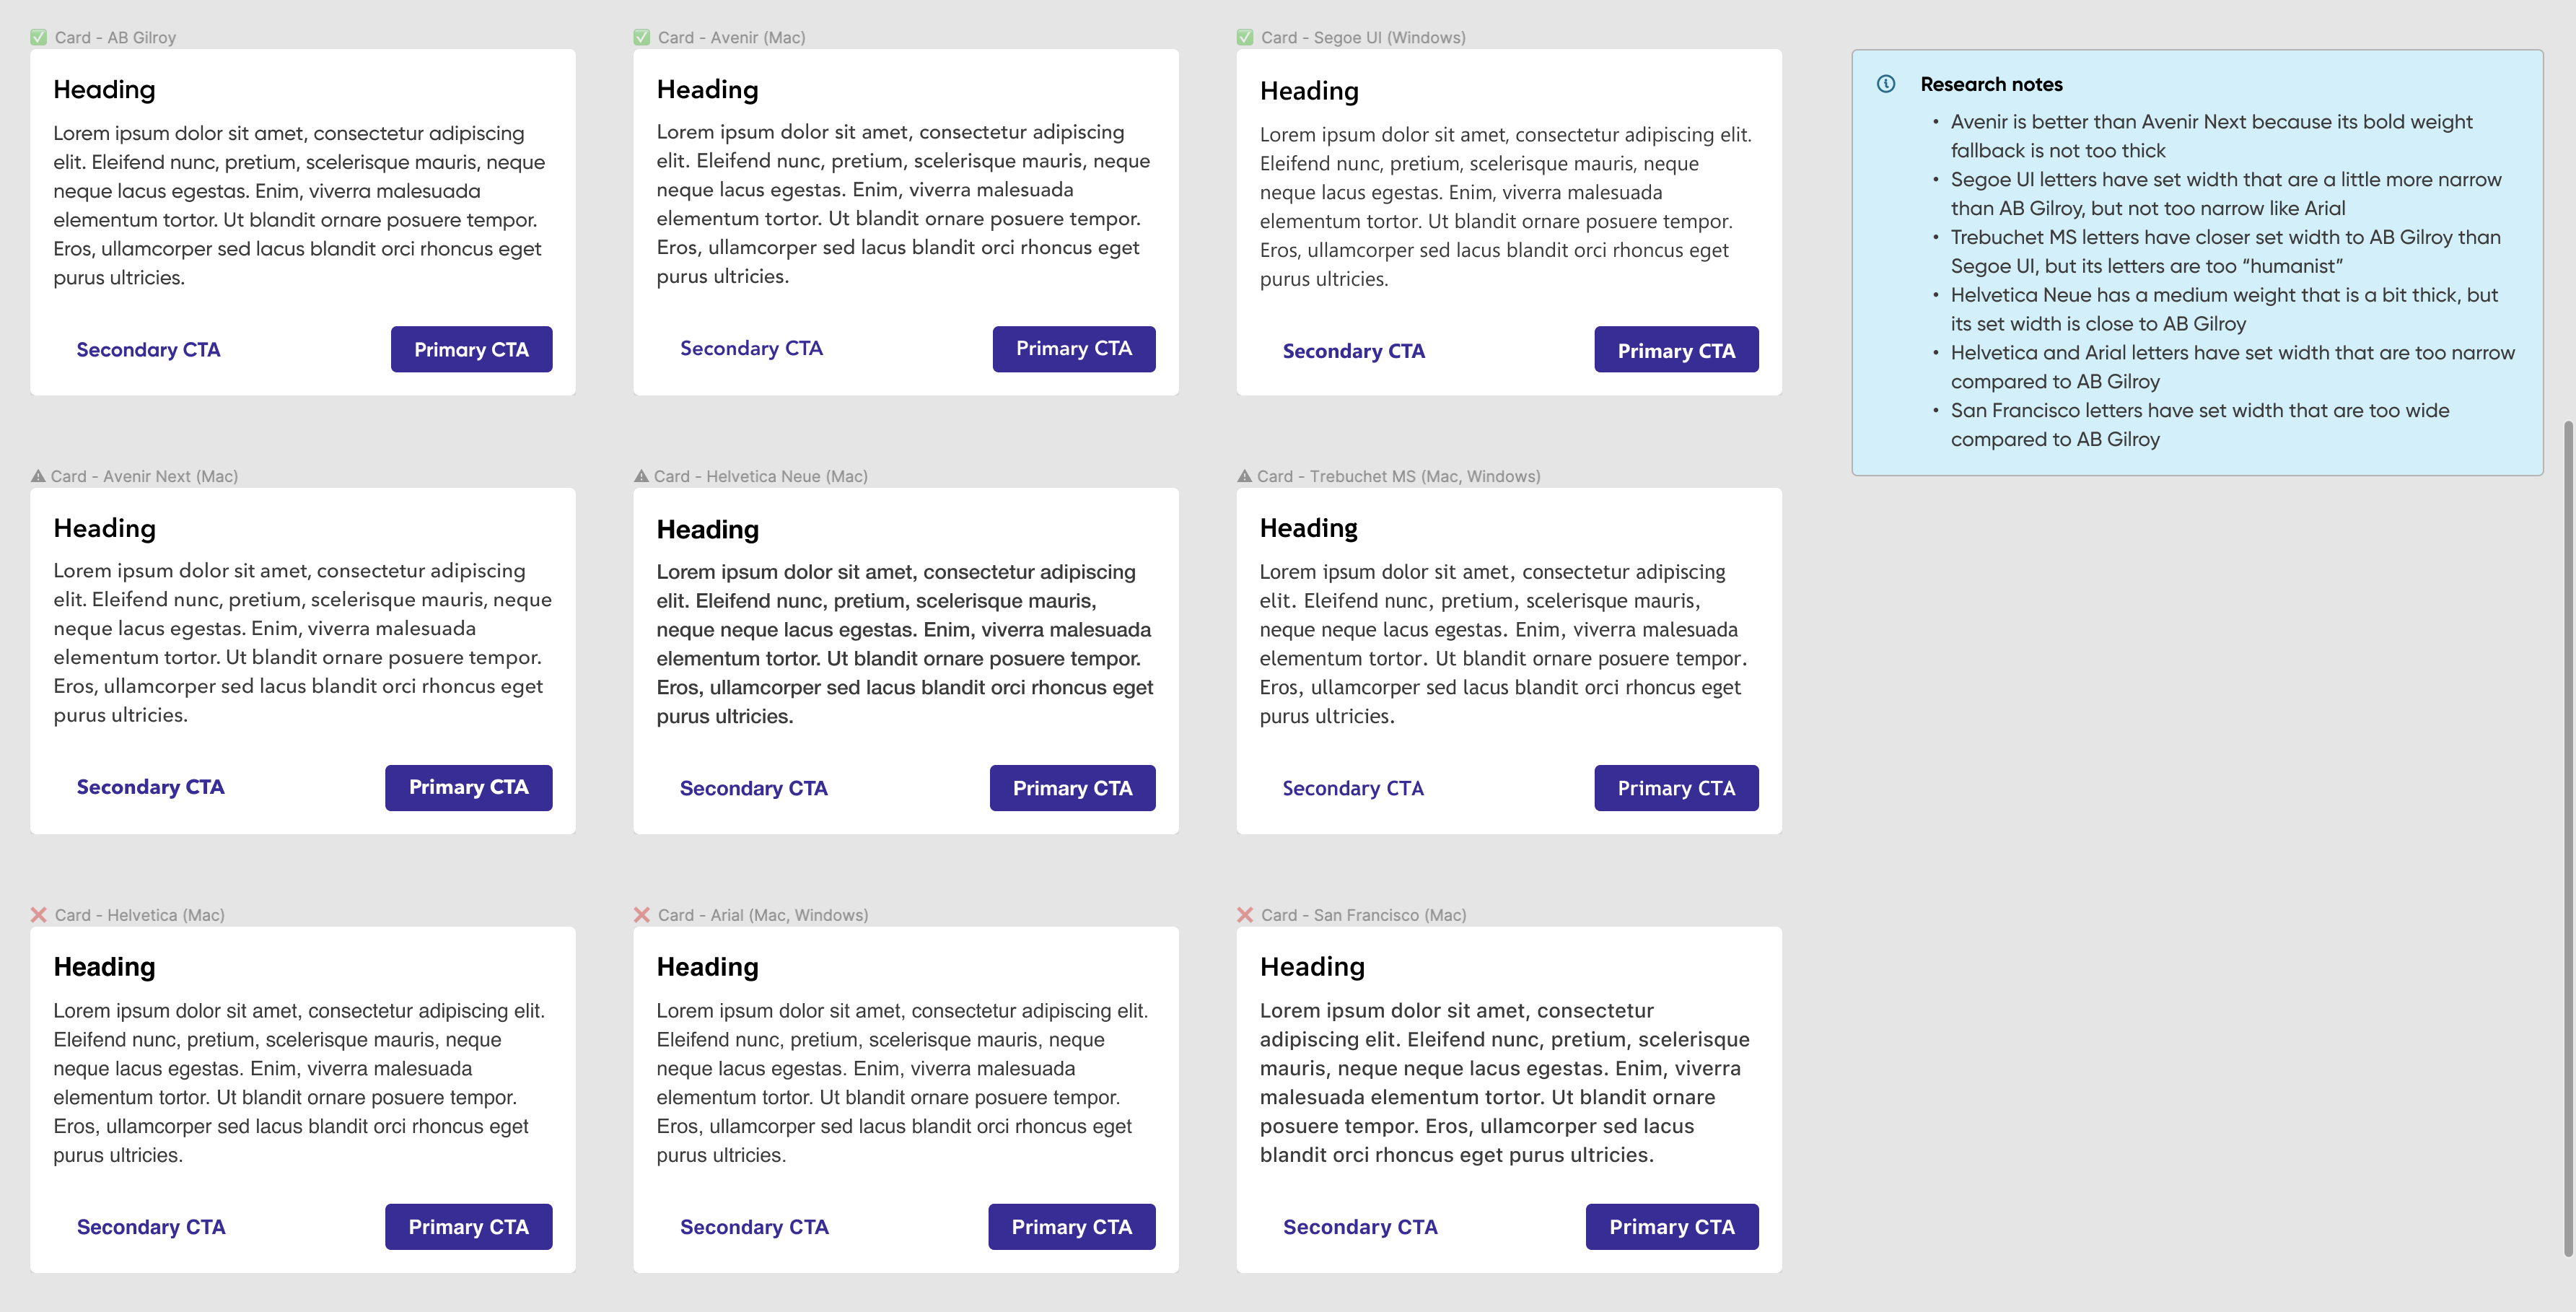 ✅ Card - AB Gilroy
Heading
Lorem ipsum dolor sit amet, consectetur adipiscing
elit. Eleifend nunc, pretium, scelerisque mauris, neque
neque lacus egestas. Enim, viverra malesuada
elementum tortor. Ut blandit ornare posuere tempor.
Eros, ullamcorper sed lacus blandit orci rhoncus eget
purus ultricies.
Secondary CTA
Primary CTA
✅ Card - Avenir (Mac)
Heading
Lorem ipsum dolor sit amet, consectetur adipiscing
elit. Eleifend nunc, pretium, scelerisque mauris, neque
neque lacus egestas. Enim, viverra malesuada
elementum tortor. Ut blandit ornare posuere tempor.
Eros, ullamcorper sed lacus blandit orci rhoncus eget
purus ultricies.
Secondary CTA
Primary CTA
✅ Card - Segoe UI (Windows)
Heading
Lorem ipsum dolor sit amet, consectetur adipiscing elit.
Eleifend nunc, pretium, scelerisque mauris, neque
neque lacus egestas. Enim, viverra malesuada
elementum tortor. Ut blandit ornare posuere tempor.
Eros, ullamcorper sed lacus blandit orci rhoncus eget
purus ultricies.
Secondary CTA
Primary CTA
Research notes
• Avenir is better than Avenir Next because its bold weight
fallback is not too thick
• Segoe UI letters have set width that are a little more narrow
than AB Gilroy, but not too narrow like Arial
• Trebuchet MS letters have closer set width to AB Gilroy than
Segoe UI, but its letters are too “humanist”
• Helvetica Neue has a medium weight that is a bit thick, but
its set width is close to AB Gilroy
• Helvetica and Arial letters have set width that are too narrow
compared to AB Gilroy
• San Francisco letters have set width that are too wide
compared to AB Gilroy
⚠ Card - Avenir Next (Mac)
Heading
Lorem ipsum dolor sit amet, consectetur adipiscing
elit. Eleifend nunc, pretium, scelerisque mauris, neque
neque lacus egestas. Enim, viverra malesuada
elementum tortor. Ut blandit ornare posuere tempor.
Eros, ullamcorper sed lacus blandit orci rhoncus eget
purus ultricies.
Secondary CTA
Primary CTA
⚠ Card - Helvetica Neue (Mac)
Heading
Lorem ipsum dolor sit amet, consectetur adipiscing
elit. Eleifend nunc, pretium, scelerisque mauris,
neque neque lacus egestas. Enim, viverra malesuada
elementum tortor. Ut blandit ornare posuere tempor.
Eros, ullamcorper sed lacus blandit orci rhoncus eget
purus ultricies.
Secondary CTA
Primary CTA
⚠ Card - Trebuchet MS (Mac, Windows)
Heading
Lorem ipsum dolor sit amet, consectetur adipiscing
elit. Eleifend nunc, pretium, scelerisque mauris,
neque neque lacus egestas. Enim, viverra malesuada
elementum tortor. Ut blandit ornare posuere tempor.
Eros, ullamcorper sed lacus blandit orci rhoncus eget
purus ultricies.
Secondary CTA
Primary CTA
❌ Card - Helvetica (Mac)
Heading
Lorem ipsum dolor sit amet, consectetur adipiscing elit.
Eleifend nunc, pretium, scelerisque mauris, neque
neque lacus egestas. Enim, viverra malesuada
elementum tortor. Ut blandit ornare posuere tempor.
Eros, ullamcorper sed lacus blandit orci rhoncus eget
purus ultricies.
Secondary CTA
Primary CTA
❌ Card - Arial (Mac, Windows)
Heading
Lorem ipsum dolor sit amet, consectetur adipiscing elit.
Eleifend nunc, pretium, scelerisque mauris, neque
neque lacus egestas. Enim, viverra malesuada
elementum tortor. Ut blandit ornare posuere tempor.
Eros, ullamcorper sed lacus blandit orci rhoncus eget
purus ultricies.
Secondary CTA
Primary CTA
❌ Card - San Francisco (Mac)
Heading
Lorem ipsum dolor sit amet, consectetur
adipiscing elit. Eleifend nunc, pretium, scelerisque
mauris, neque neque lacus egestas. Enim, viverra
malesuada elementum tortor. Ut blandit ornare
posuere tempor. Eros, ullamcorper sed lacus
blandit orci rhoncus eget purus ultricies.
Secondary CTA
Primary CTA